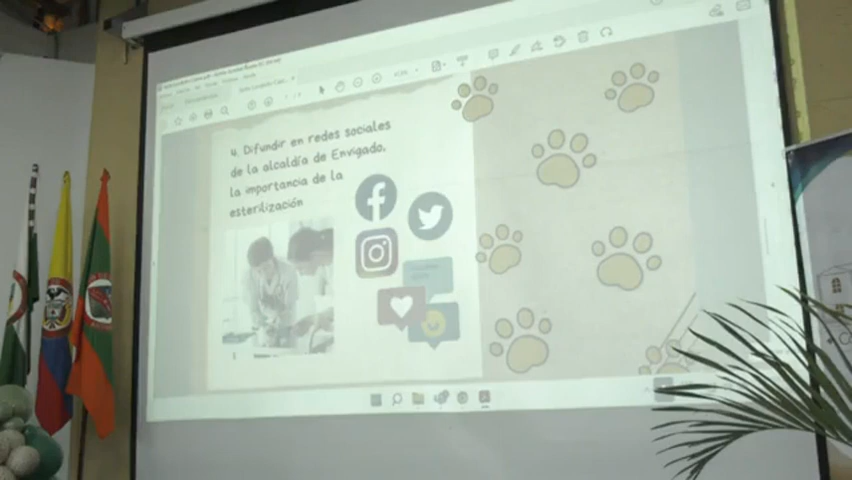 4. Difundir en redes sociales
de la alcaldía de Envigado,
la importancia de la
esterilización